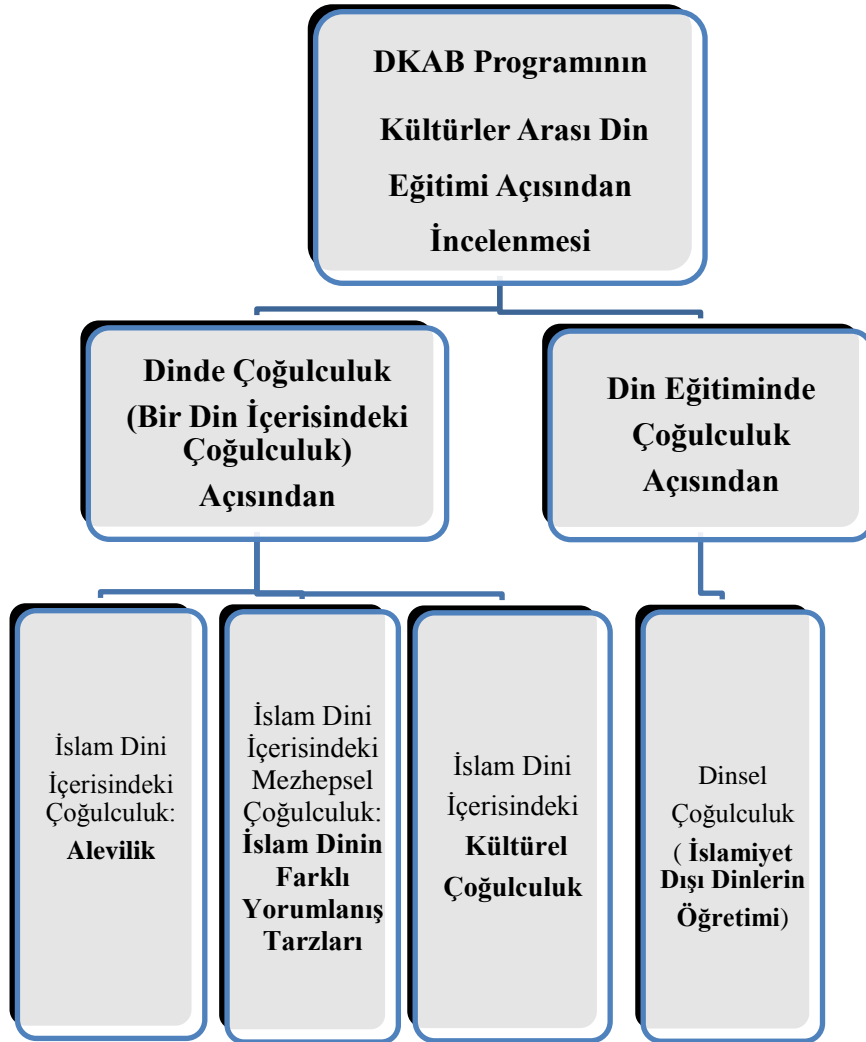 DKAB Programının
Kültürler Arası Din
Eğitimi Açısından
İncelenmesi
Dinde Çoğulculuk
(Bir Din İçerisindeki
Çoğulculuk)
Açısından
Din Eğitiminde
Çoğulculuk
Açısından
İslam Dini
İçerisindeki
Çoğulculuk:
Alevilik
İslam Dini
İçerisindeki
Mezhepsel
Çoğulculuk:
İslam Dinin
Farklı
Yorumlanış
Tarzları
İslam Dini
İçerisindeki
Kültürel
Çoğulculuk
Dinsel
Çoğulculuk
( İslamiyet
Dışı Dinlerin
Öğretimi)